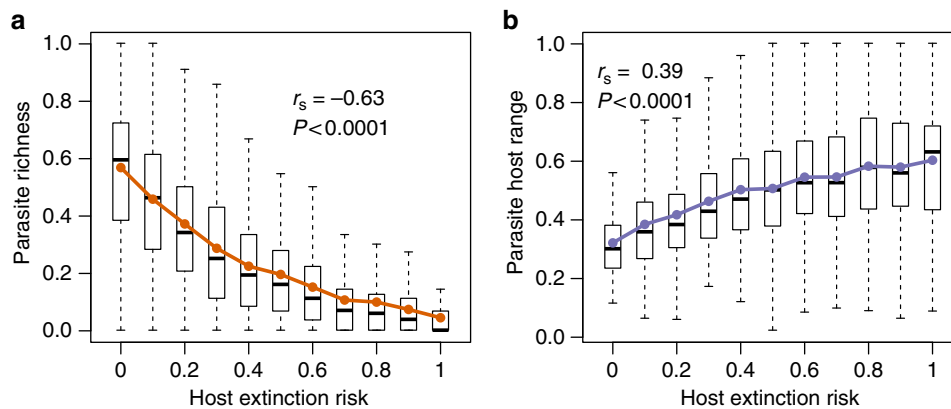 a
Parasite richness
1.0
0.8
0.6
0.4
0.2
0.0
rs = –0.63
P<0.0001
0 0.2 0.4 0.6 0.8 1
Host extinction risk
b
Parasite host range
1.0
0.8
0.6
0.4
0.2
0.0
rs = 0.39
P<0.0001
0 0.2 0.4 0.6 0.8 1
Host extinction risk